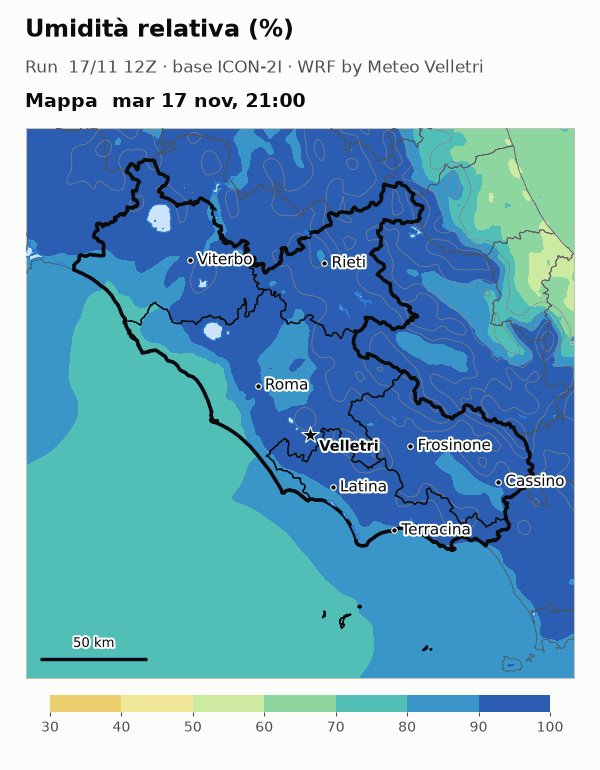 Umidità relativa (%)
Run  17/11 12Z · base ICON-2I · WRF by Meteo Velletri
Mappa  mar 17 nov, 21:00
Viterbo
Rieti
Roma
Velletri
Frosinone
Cassino
Latina
Terracina
50 km
30 40 50 60 70 80 90 100